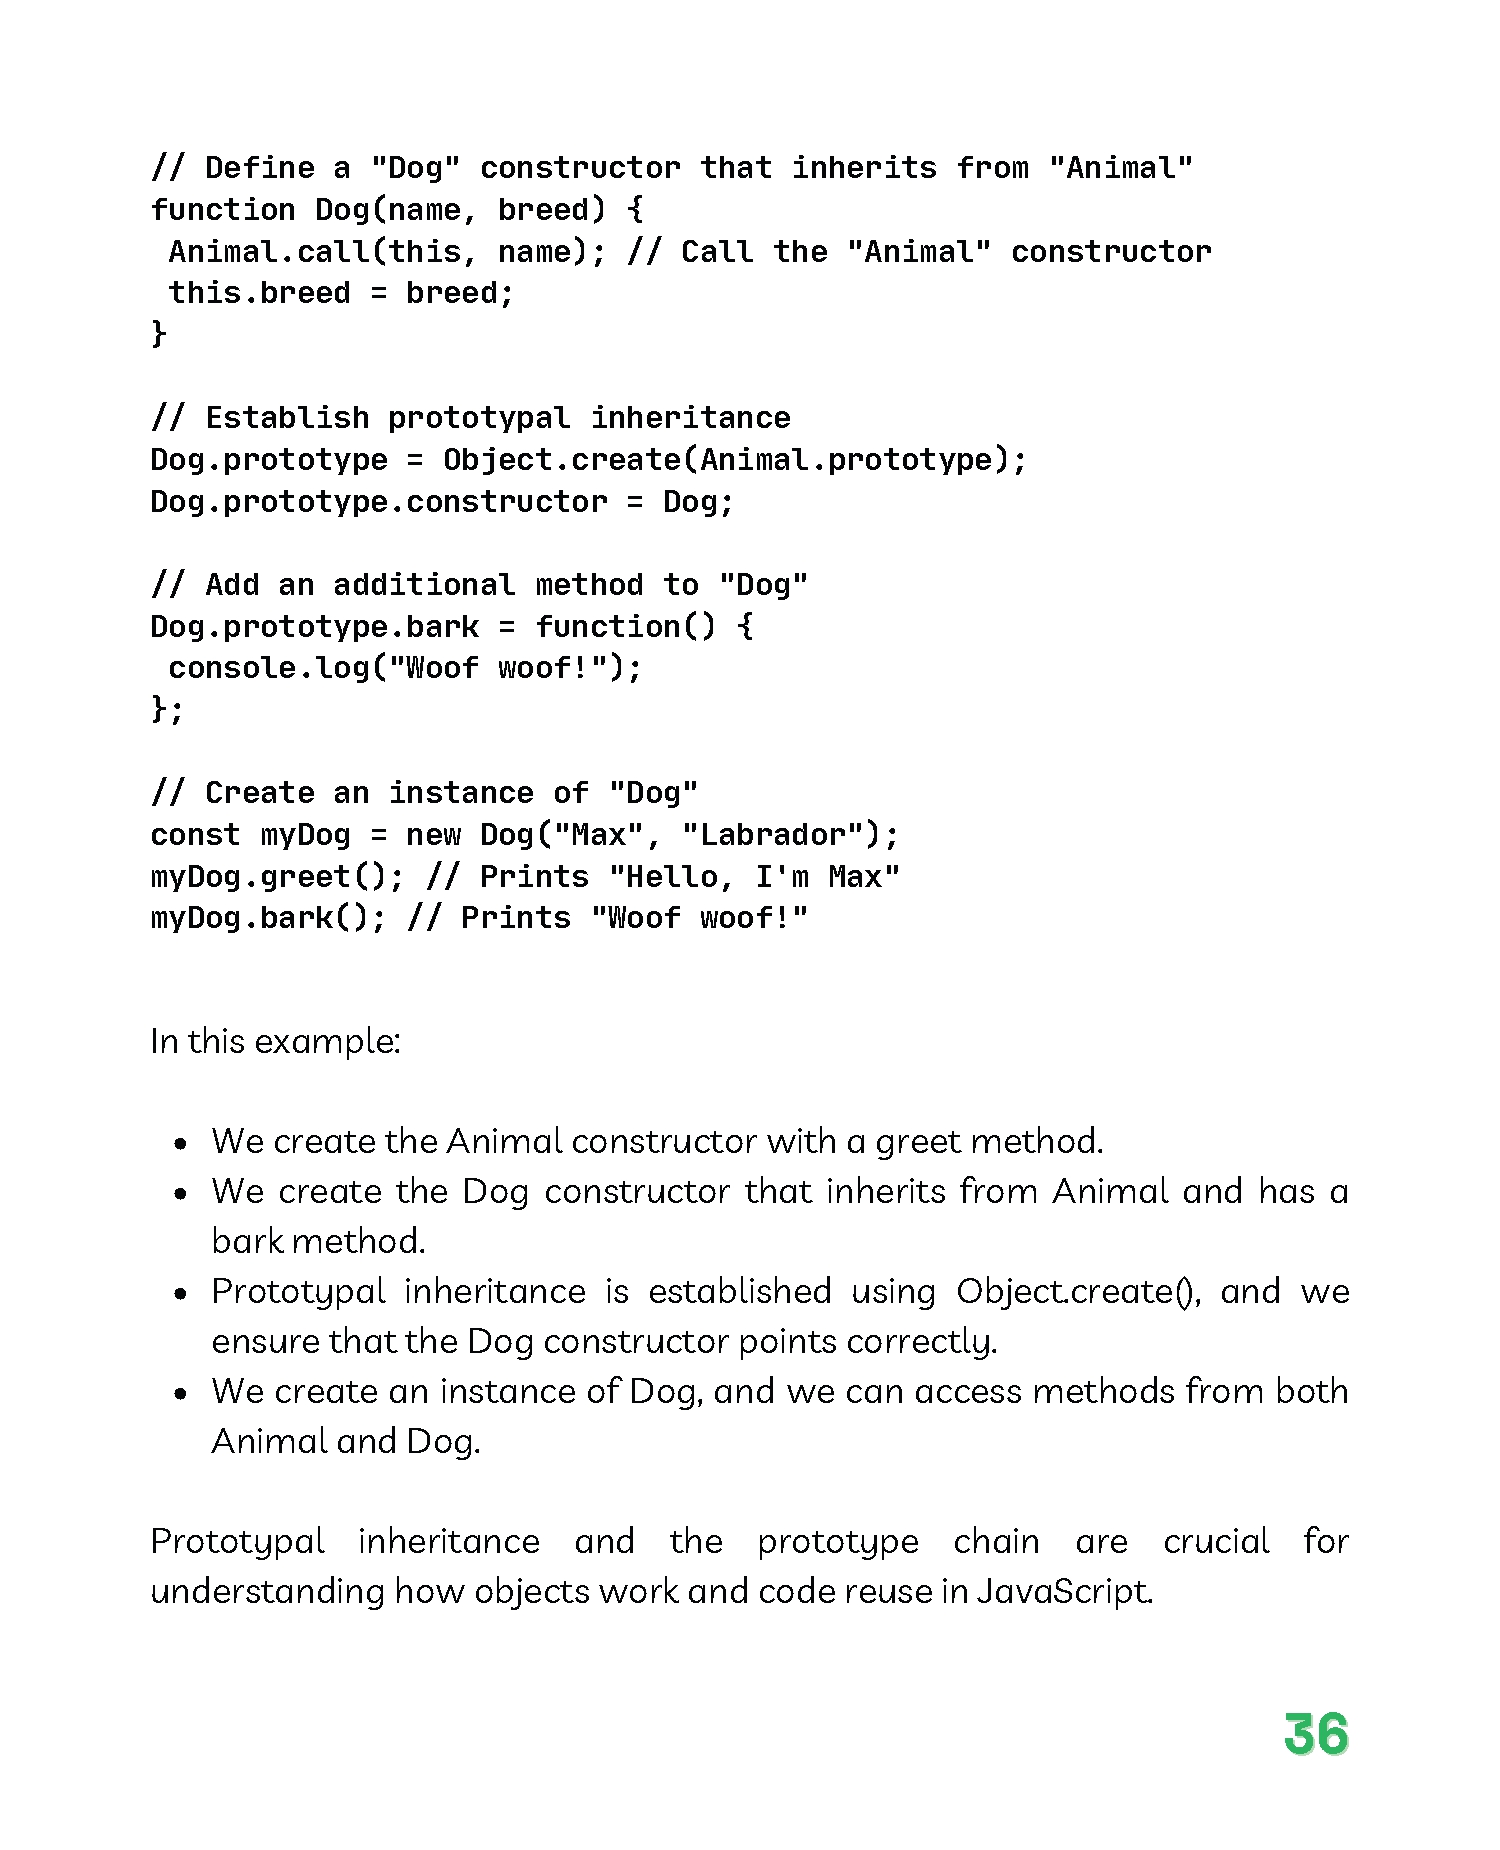 // Define a "Dog" constructor that inherits from "Animal"
function Dog(name, breed) {
 Animal.call(this, name); // Call the "Animal" constructor
 this.breed = breed;
}

// Establish prototypal inheritance
Dog.prototype = Object.create(Animal.prototype);
Dog.prototype.constructor = Dog;

// Add an additional method to "Dog"
Dog.prototype.bark = function() {
 console.log("Woof woof!");
};

// Create an instance of "Dog"
const myDog = new Dog("Max", "Labrador");
myDog.greet(); // Prints "Hello, I'm Max"
myDog.bark(); // Prints "Woof woof!"

In this example:

• We create the Animal constructor with a greet method.
• We create the Dog constructor that inherits from Animal and has a
bark method.
• Prototypal inheritance is established using Object.create(), and we
ensure that the Dog constructor points correctly.
• We create an instance of Dog, and we can access methods from both
Animal and Dog.

Prototypal inheritance and the prototype chain are crucial for
understanding how objects work and code reuse in JavaScript.

36